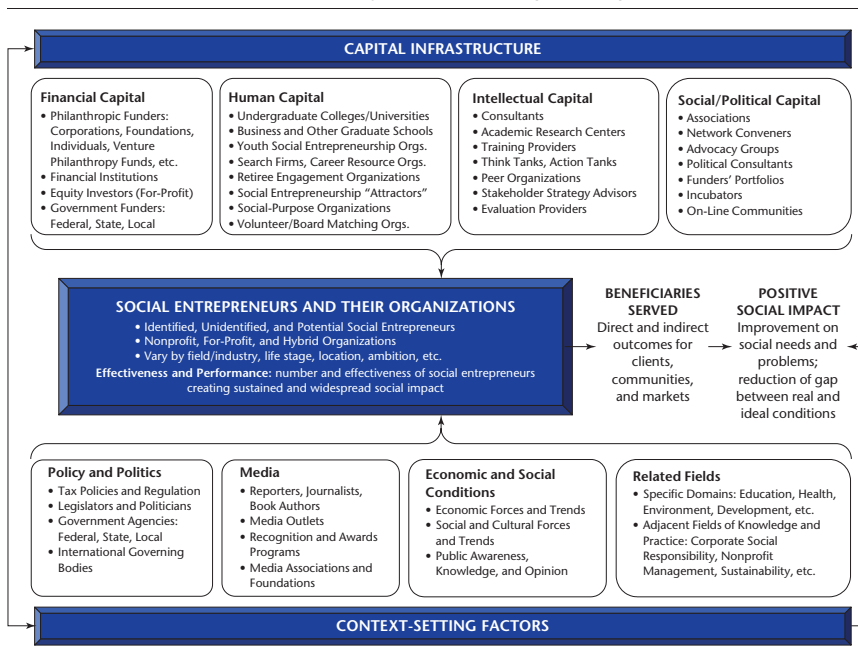 CAPITAL INFRASTRUCTURE
Financial Capital
• Philanthropic Funders:
Corporations, Foundations,
Individuals, Venture
Philanthropy Funds, etc.
• Financial Institutions
• Equity Investors (For-Profit)
• Government Funders:
Federal, State, Local
Human Capital
• Undergraduate Colleges/Universities
• Business and Other Graduate Schools
• Youth Social Entrepreneurship Orgs.
• Search Firms, Career Resource Orgs.
• Retiree Engagement Organizations
• Social Entrepreneurship “Attractors”
• Social-Purpose Organizations
• Volunteer/Board Matching Orgs.
Intellectual Capital
• Consultants
• Academic Research Centers
• Training Providers
• Think Tanks, Action Tanks
• Peer Organizations
• Stakeholder Strategy Advisors
• Evaluation Providers
Social/Political Capital
• Associations
• Network Conveners
• Advocacy Groups
• Political Consultants
• Funders’ Portfolios
• Incubators
• On-Line Communities
SOCIAL ENTREPRENEURS AND THEIR ORGANIZATIONS
• Identified, Unidentified, and Potential Social Entrepreneurs
• Nonprofit, For-Profit, and Hybrid Organizations
• Vary by field/industry, life stage, location, ambition, etc.
Effectiveness and Performance: number and effectiveness of social entrepreneurs
creating sustained and widespread social impact
BENEFICIARIES
SERVED
Direct and indirect
outcomes for
clients,
communities,
and markets
POSITIVE
SOCIAL IMPACT
Improvement on
social needs and
problems;
reduction of gap
between real and
ideal conditions
Policy and Politics
• Tax Policies and Regulation
• Legislators and Politicians
• Government Agencies:
Federal, State, Local
• International Governing
Bodies
Media
• Reporters, Journalists,
Book Authors
• Media Outlets
• Recognition and Awards
Programs
• Media Associations and
Foundations
Economic and Social
Conditions
• Economic Forces and Trends
• Social and Cultural Forces
and Trends
• Public Awareness,
Knowledge, and Opinion
Related Fields
• Specific Domains: Education, Health,
Environment, Development, etc.
• Adjacent Fields of Knowledge and
Practice: Corporate Social
Responsibility, Nonprofit
Management, Sustainability, etc.
CONTEXT-SETTING FACTORS